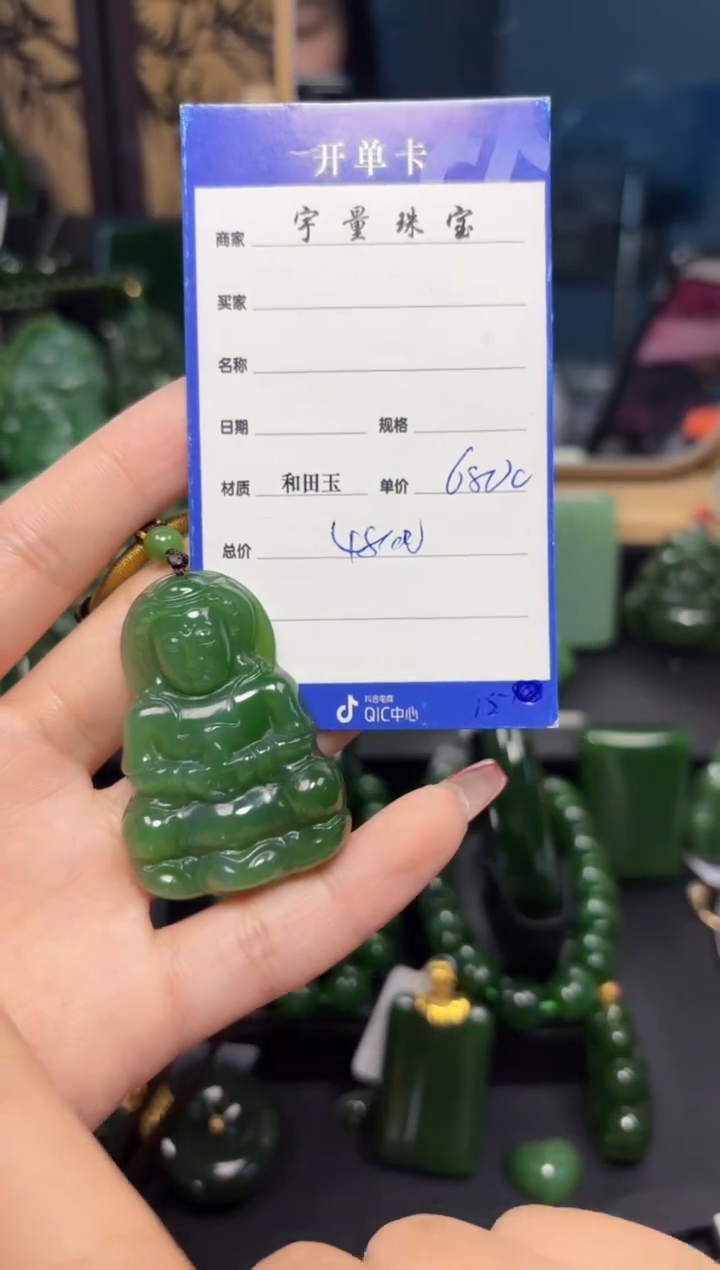 开单卡
商家 宇量珠宝
买家
名称
日期 规格
材质 和田玉 单价 6800
总价
抖音电商
QIC中心
15